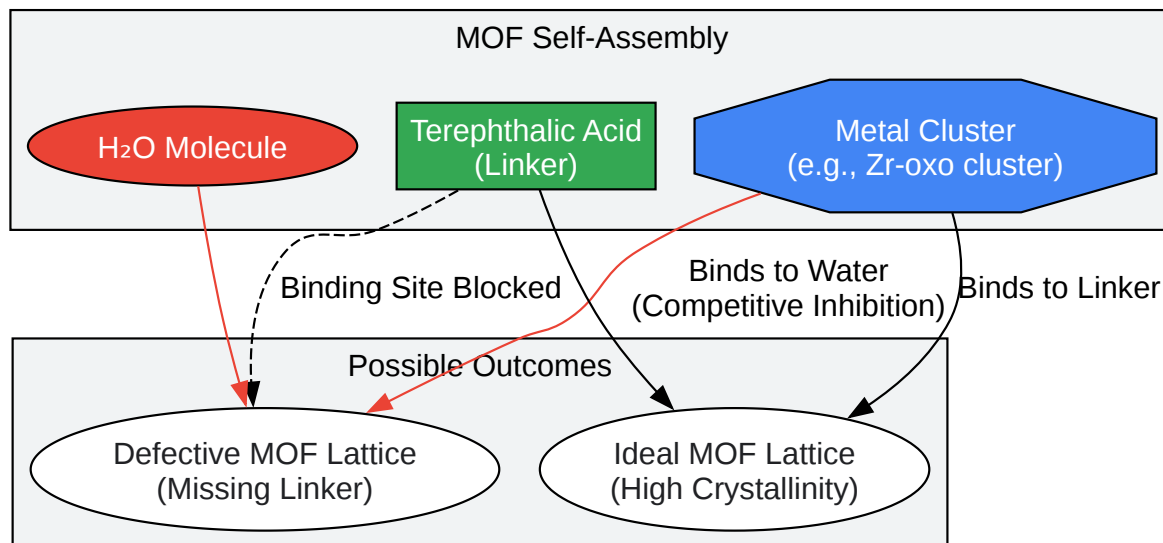 MOF Self-Assembly
H₂O Molecule
Terephthalic Acid
(Linker)
Metal Cluster
(e.g., Zr-oxo cluster)
Binding Site Blocked
Binds to Water
(Competitive Inhibition)
Binds to Linker
Possible Outcomes
Defective MOF Lattice
(Missing Linker)
Ideal MOF Lattice
(High Crystallinity)